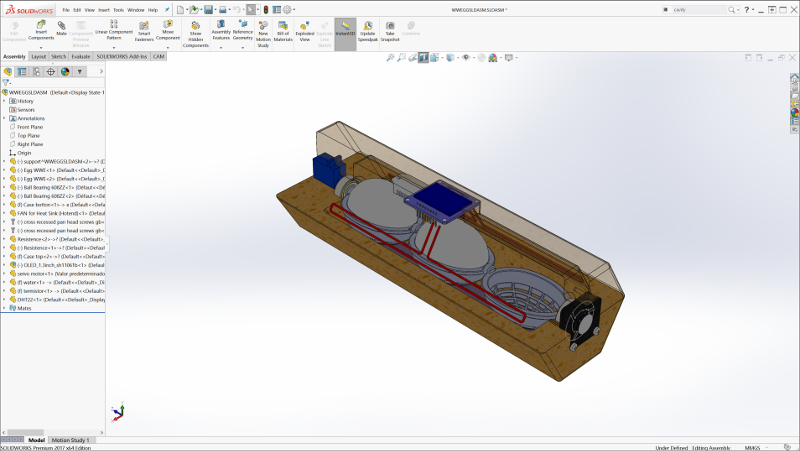 SOLIDWORKS
File Edit View Insert Tools Window Help
WWEGGSLDASM.SLDASM *
cavity
Edit Component
Insert Components
Mate
Component Preview Window
Linear Component Pattern
Smart Fasteners
Move Component
Show Hidden Components
Assembly Features
Reference Geometry
New Motion Study
Bill of Materials
Exploded View
Explode Line Sketch
Instant3D
Update Speedpak
Take Snapshot
Assembly Layout Sketch Evaluate SOLIDWORKS Add-Ins CAM
WWEGGSLDASM (Default<Display State-1
History
Sensors
Annotations
Front Plane
Top Plane
Right Plane
Origin
(-) support^WWEGGSLDASM<2>->? (D
(-) Egg WWI<1> (Default<<Default>_D
(-) Egg WWI<2> (Default<<Default>_D
(-) Ball Bearing 608ZZ<1> (Default<<D
(-) Ball Bearing 608ZZ<2> (Default<<D
(f) Case bottom<1>-> x (Default<<D
FAN for Heat Sink (Hotend)<1> (Defa
(-) cross recessed pan head screws gb<
(-) cross recessed pan head screws gb<
Resistence<2>->? (Default<<Default>
(-) Resistence<1>->? (Default<<Defaul
(f) Case top<2>-> (Default<<Default>
(-) OLED_1.3inch_sh1106<1> (Default
servo motor<1> (Valor predeterminado
(f) water<1> -> (Default<<Default>_Di
(f) termistor<1> -> (Default<<Default
DHT22<1> (Default<<Default>_Display
Mates
Model Motion Study 1
SOLIDWORKS Premium 2017 x64 Edition
Under Defined Editing Assembly MMGS